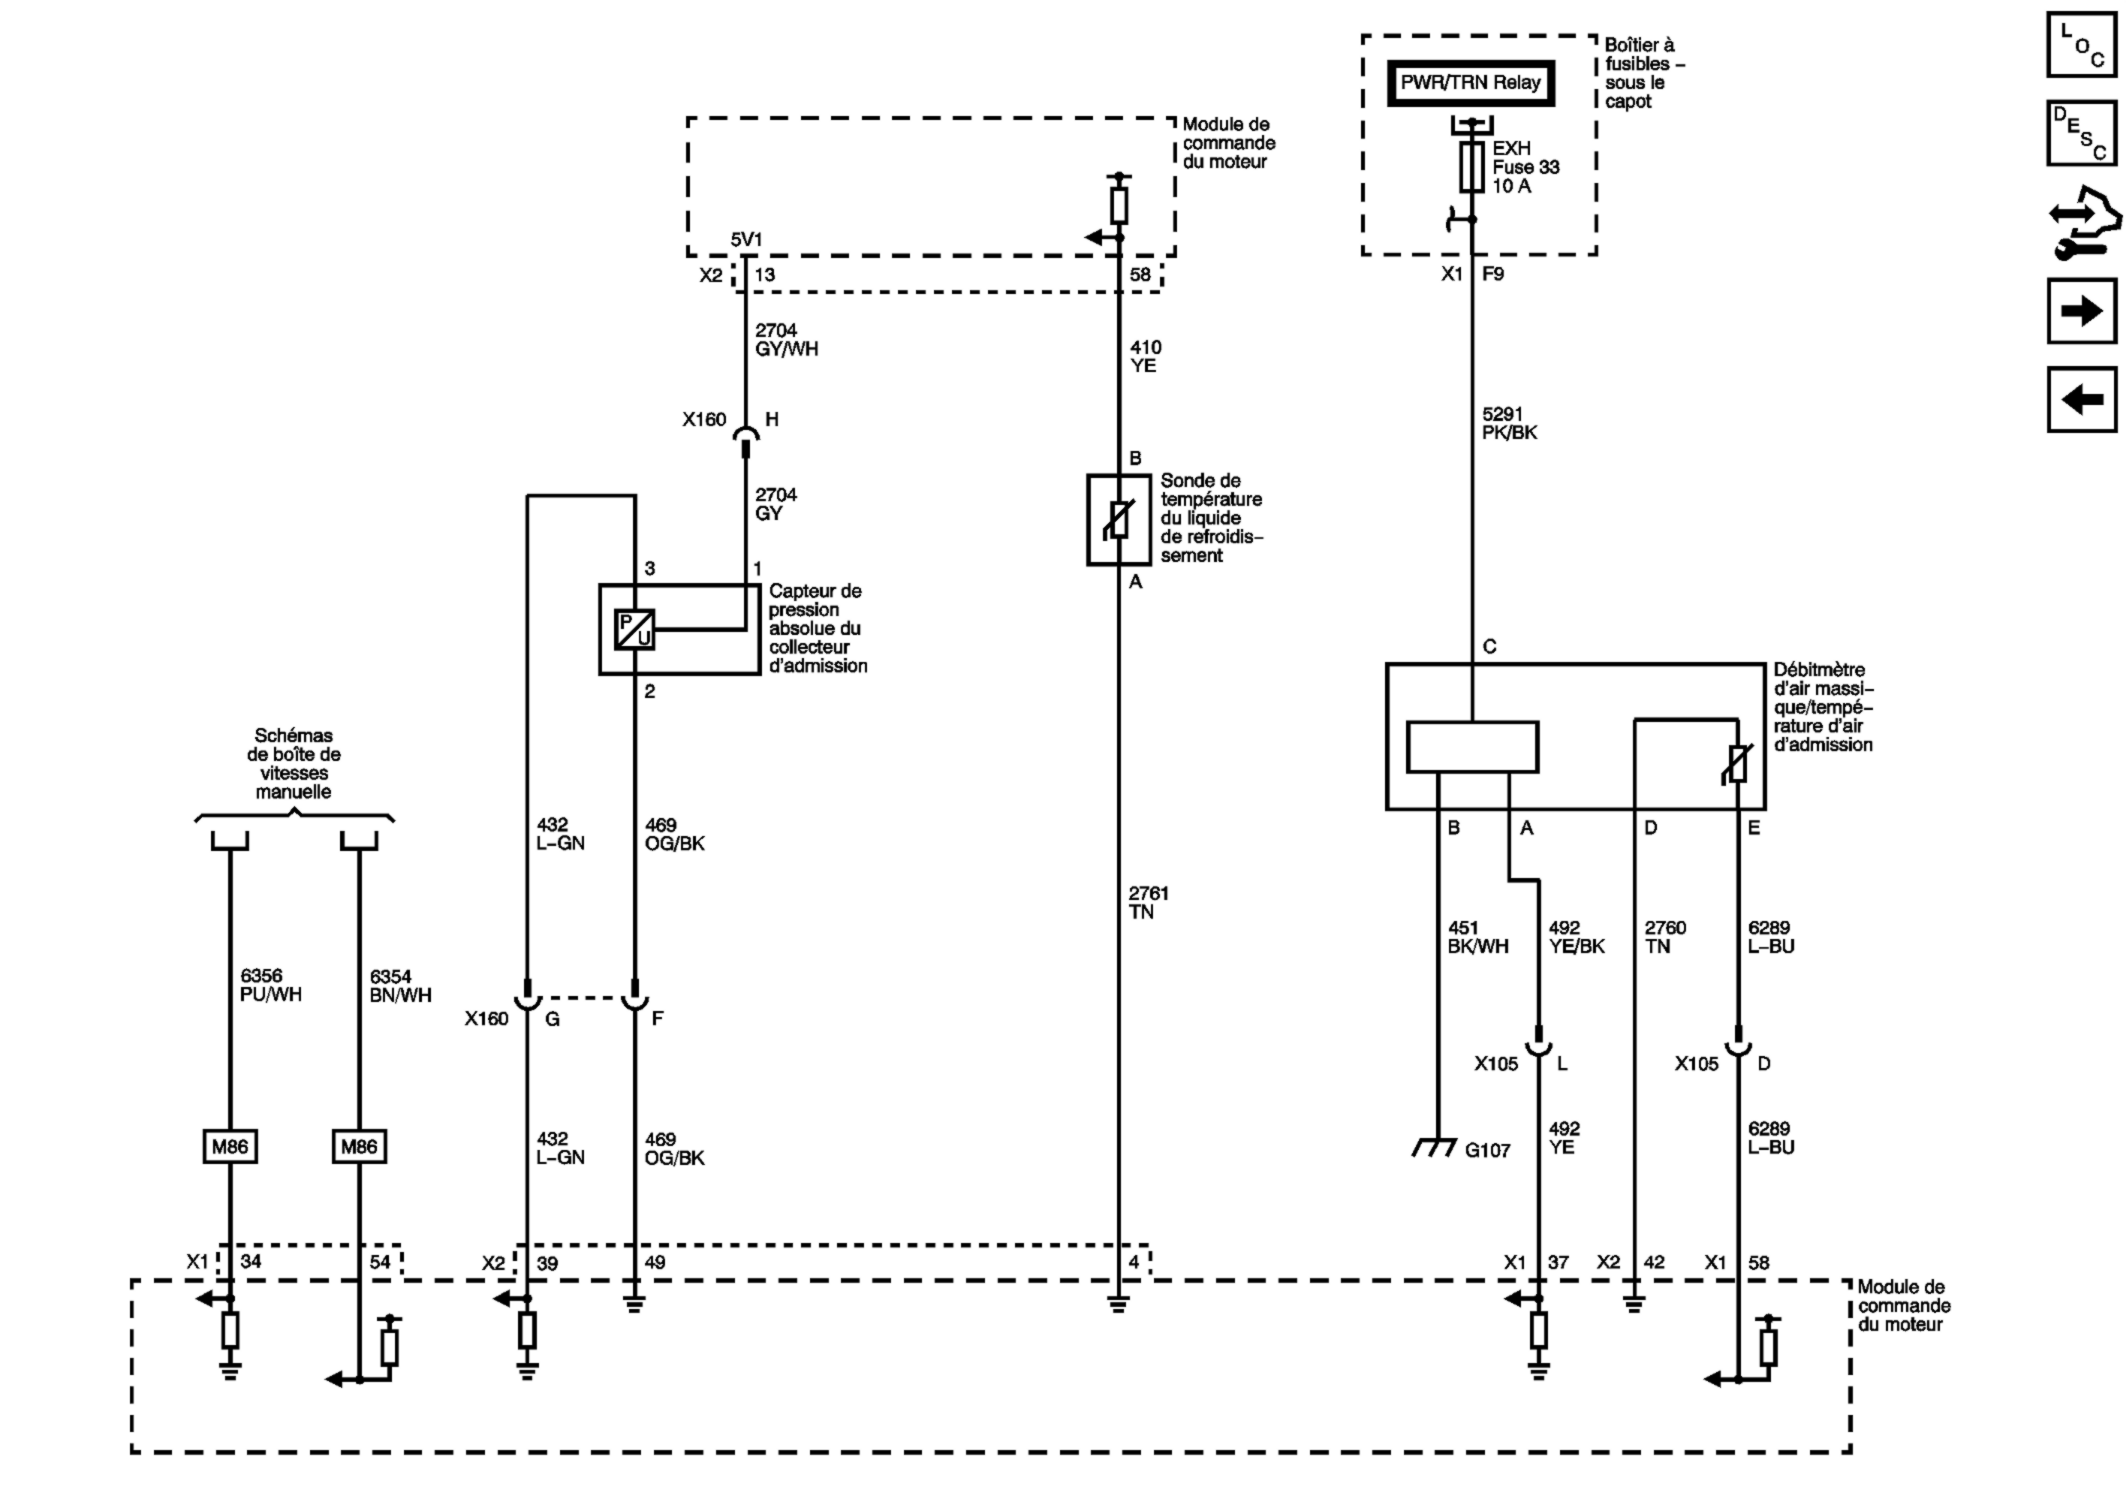 L
O
C
D
E
S
C
Boîtier à
fusibles –
sous le
capot
PWR/TRN Relay
EXH
Fuse 33
10 A
X1 F9
Module de
commande
du moteur
5V1
X2 13
58
2704
GY/WH
410
YE
X160 H
2704
GY
5291
PK/BK
B
Sonde de
température
du liquide
de refroidis–
sement
A
3
1
Capteur de
pression
absolue du
collecteur
d'admission
2
C
Débitmètre
d'air massi–
que/tempé–
rature d'air
d'admission
P
U
Schémas
de boîte de
vitesses
manuelle
432
L–GN
469
OG/BK
B
A
D
E
2761
TN
451
BK/WH
492
YE/BK
2760
TN
6289
L–BU
6356
PU/WH
6354
BN/WH
X160 G
F
X105 L
X105 D
M86
M86
432
L–GN
469
OG/BK
G107
492
YE
6289
L–BU
X1 34
54
X2 39
49
4
X1 37
X2 42
X1 58
Module de
commande
du moteur